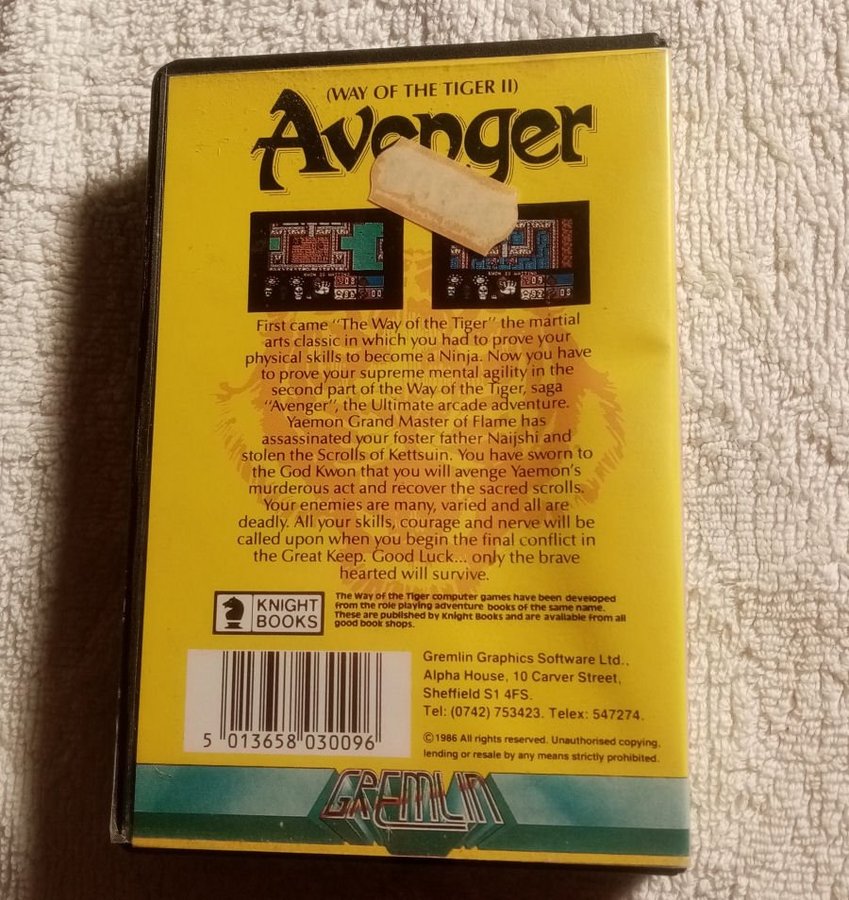 (WAY OF THE TIGER II)
Avenger
First came "The Way of the Tiger" the martial
arts classic in which you had to prove your
physical skills to become a Ninja. Now you have
to prove your supreme mental agility in the
second part of the Way of the Tiger, saga
"Avenger", the Ultimate arcade adventure.
Yaemon Grand Master of Flame has
assassinated your foster father Naijshi and
stolen the Scrolls of Kettsuin. You have sworn to
the God Kwon that you will avenge Yaemon's
murderous act and recover the sacred scrolls.
Your enemies are many, varied and all are
deadly. All your skills, courage and nerve will be
called upon when you begin the final conflict in
the Great Keep. Good Luck... only the brave
hearted will survive.
KNIGHT
BOOKS
The Way of the Tiger computer games have been developed
from the role playing adventure books of the same name.
These are published by Knight Books and are available from all
good book shops.
Gremlin Graphics Software Ltd.,
Alpha House, 10 Carver Street,
Sheffield S1 4FS.
Tel: (0742) 753423. Telex: 547274.
©1986 All rights reserved. Unauthorised copying,
lending or resale by any means strictly prohibited.
5 013658 030096
GREMLIN